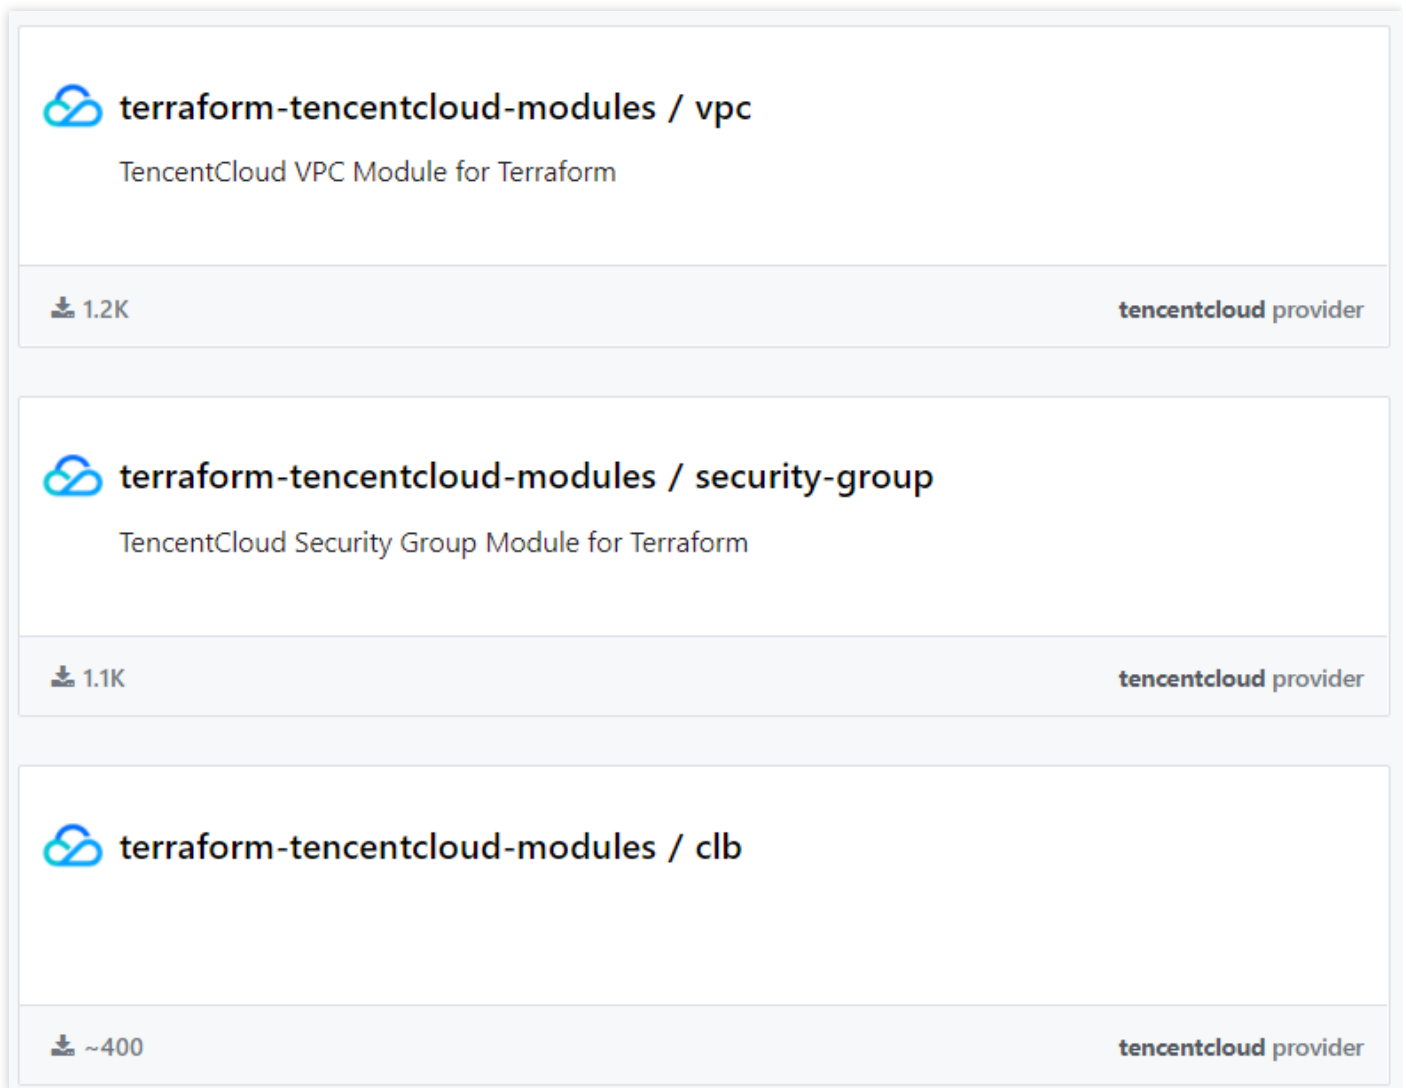 terraform-tencentcloud-modules / vpc
TencentCloud VPC Module for Terraform
1.2K
tencentcloud provider
terraform-tencentcloud-modules / security-group
TencentCloud Security Group Module for Terraform
1.1K
tencentcloud provider
terraform-tencentcloud-modules / clb
~400
tencentcloud provider